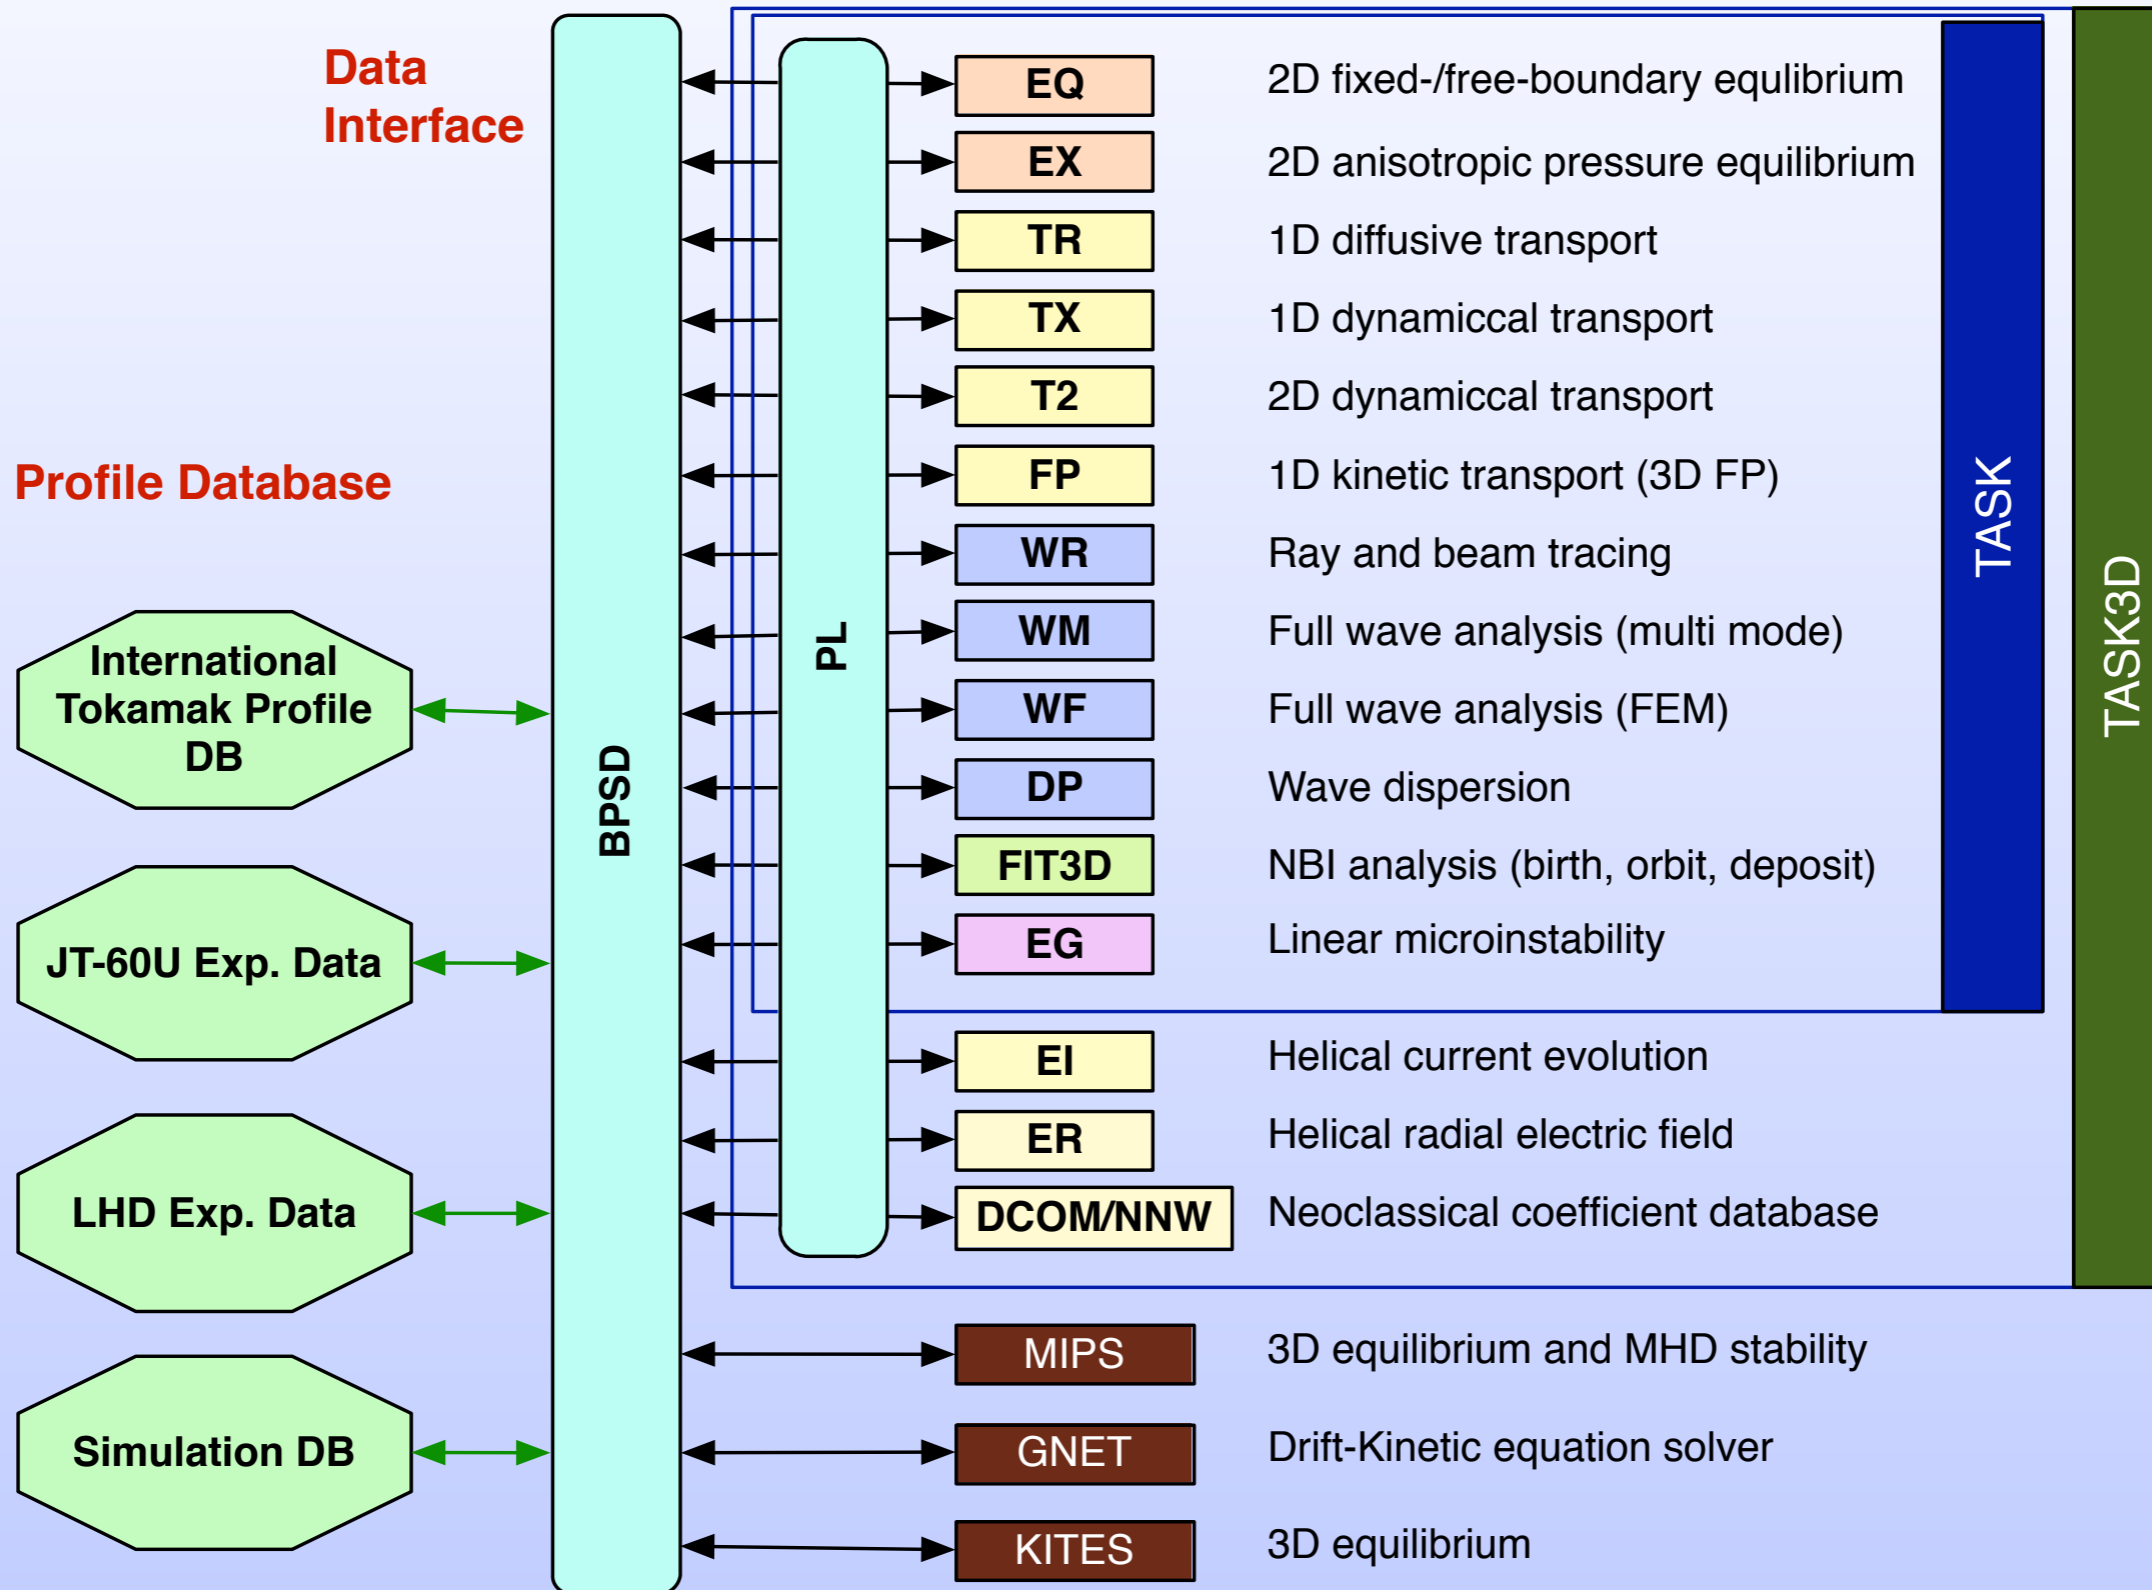 Data
Interface
Profile Database
International
Tokamak Profile
DB
JT-60U Exp. Data
LHD Exp. Data
Simulation DB
BPSD
PL
EQ 2D fixed-/free-boundary equlibrium
EX 2D anisotropic pressure equilibrium
TR 1D diffusive transport
TX 1D dynamiccal transport
T2 2D dynamiccal transport
FP 1D kinetic transport (3D FP)
WR Ray and beam tracing
WM Full wave analysis (multi mode)
WF Full wave analysis (FEM)
DP Wave dispersion
FIT3D NBI analysis (birth, orbit, deposit)
EG Linear microinstability
EI Helical current evolution
ER Helical radial electric field
DCOM/NNW Neoclassical coefficient database
MIPS 3D equilibrium and MHD stability
GNET Drift-Kinetic equation solver
KITES 3D equilibrium
TASK
TASK3D